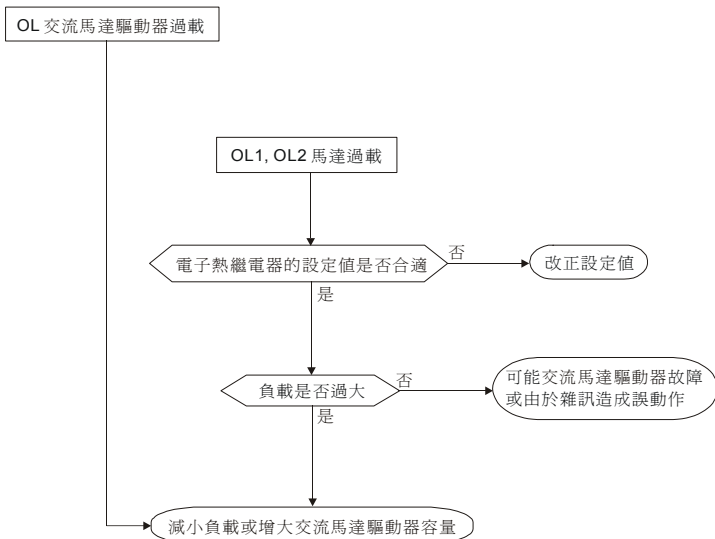 OL 交流馬達驅動器過載
OL1, OL2 馬達過載
電子熱繼電器的設定值是否合適
否
改正設定值
是
負載是否過大
否
可能交流馬達驅動器故障
或由於雜訊造成誤動作
是
減小負載或增大交流馬達驅動器容量